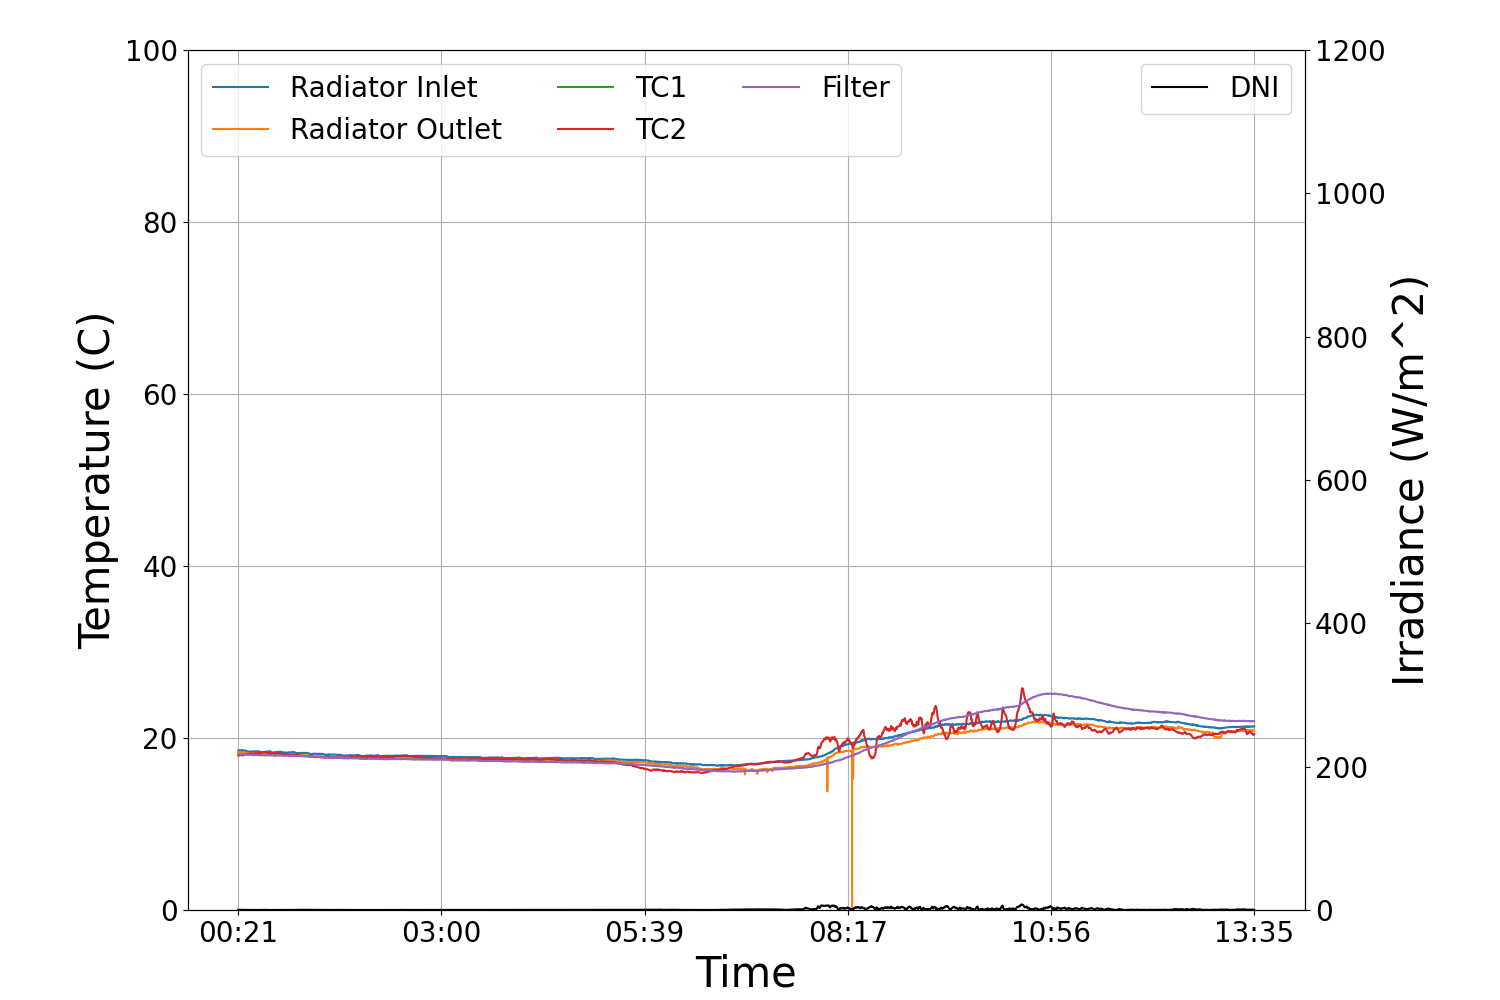 100
80
60
40
20
0
1200
1000
800
600
400
200
0
Radiator Inlet
Radiator Outlet
TC1
TC2
Filter
DNI
Temperature (C)
Irradiance (W/m^2)
00:21
03:00
05:39
08:17
10:56
13:35
Time